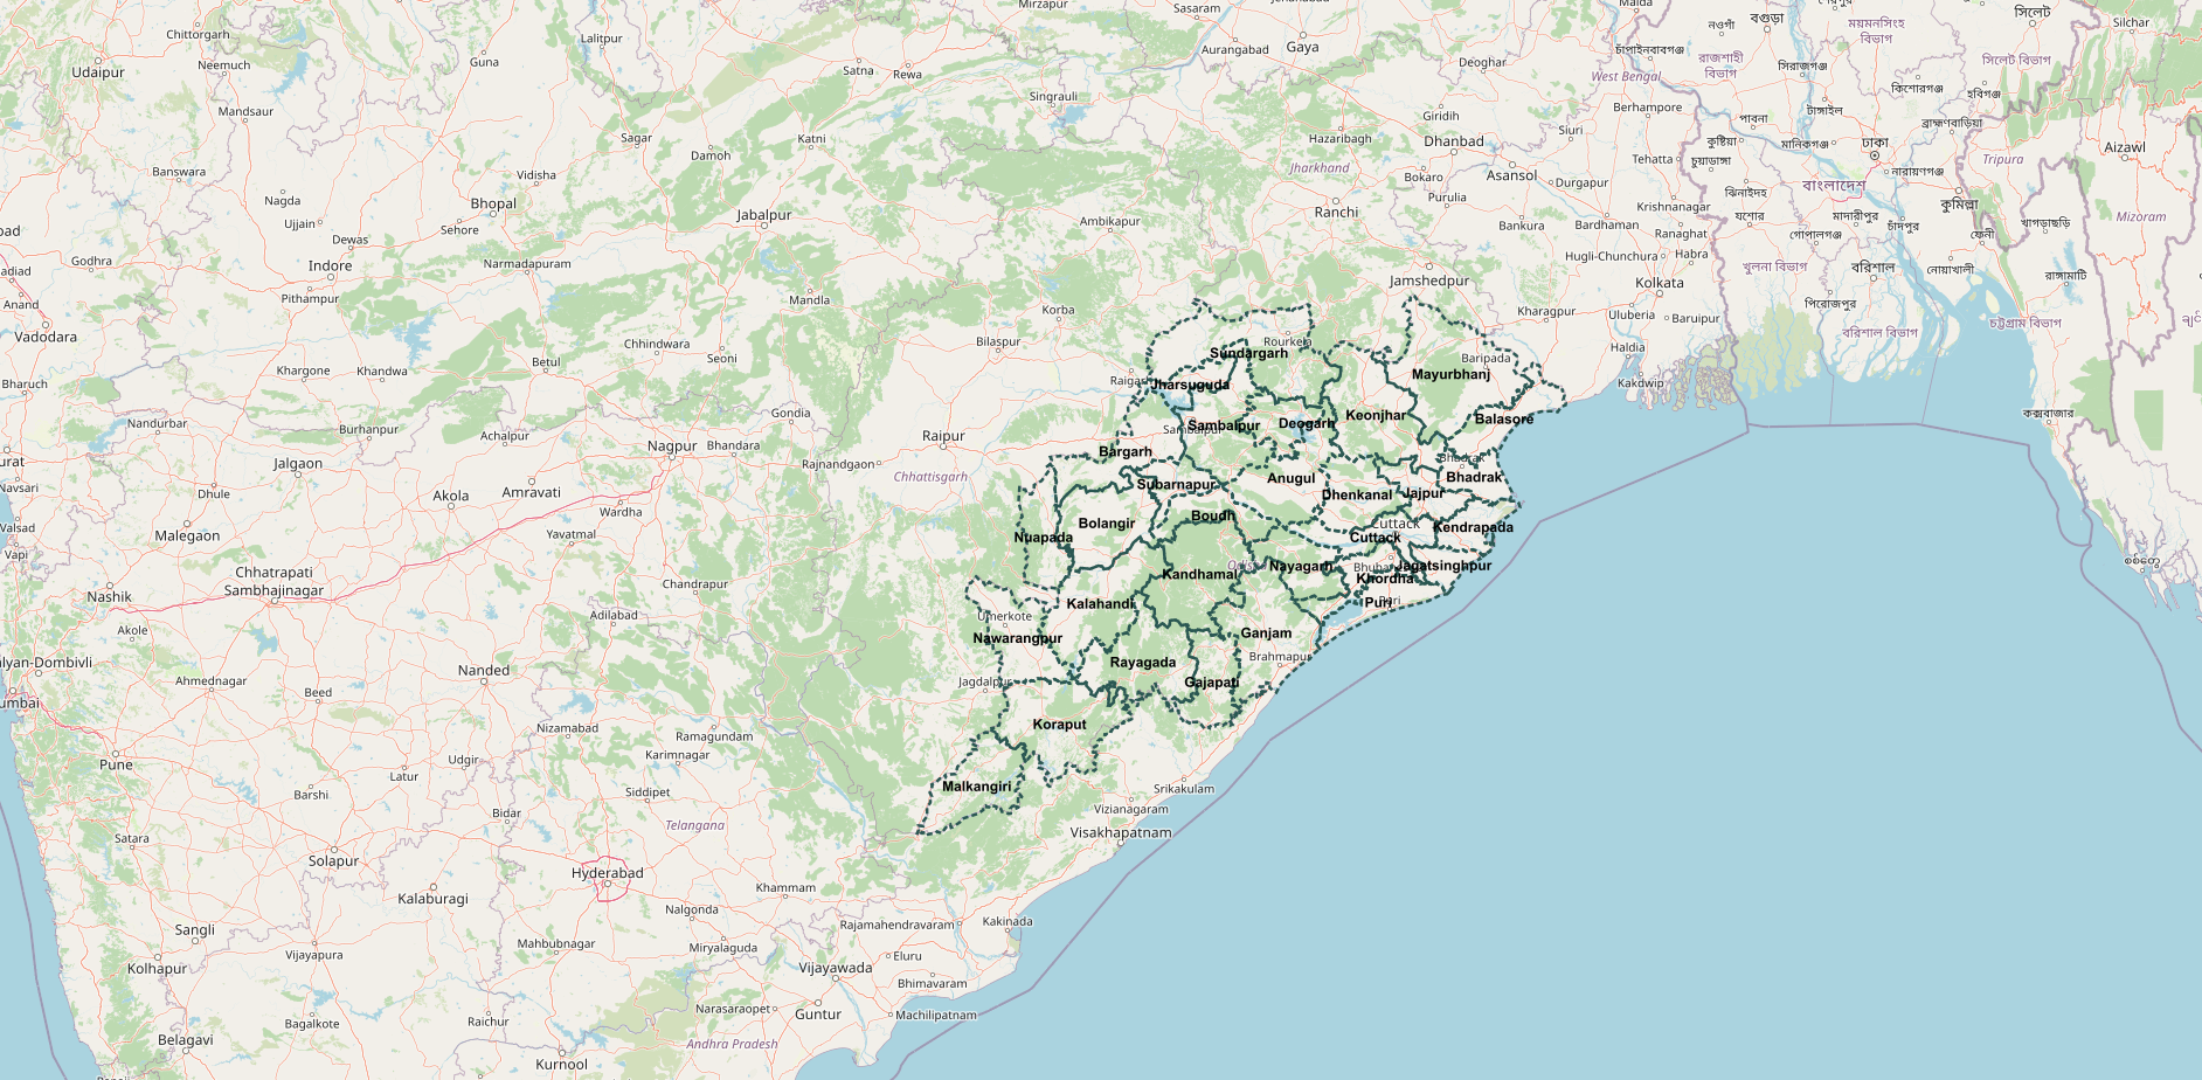 Mirzapur
Sasaram
Malda
বগুড়া
ময়মনসিংহ
বিভাগ
সিলেট
Silchar
Chittorgarh
Lalitpur
Aurangabad
Gaya
নওগাঁ
চাঁপাইনবাবগঞ্জ
Udaipur
Neemuch
Guna
Satna
Rewa
Deoghar
West Bengal
রাজশাহী
বিভাগ
সিরাজগঞ্জ
সিলেট বিভাগ
Mandsaur
Singrauli
Berhampore
কিশোরগঞ্জ
হবিগঞ্জ
Sagar
Katni
Giridih
Siuri
পাবনা
টাঙ্গাইল
ব্রাহ্মণবাড়িয়া
Damoh
Hazaribagh
Dhanbad
Tehatta
কুষ্টিয়া
মানিকগঞ্জ
ঢাকা
Aizawl
Banswara
Vidisha
Jharkhand
Bokaro
Asansol
Durgapur
চুয়াডাঙ্গা
নারায়ণগঞ্জ
Tripura
Nagda
Bhopal
Purulia
Krishnanagar
ঝিনাইদহ
বাংলাদেশ
কুমিল্লা
Ujjain
Sehore
Jabalpur
Ambikapur
Ranchi
Bankura
Bardhaman
Ranaghat
যশোর
মাদারীপুর
চাঁদপুর
খাগড়াছড়ি
Mizoram
Dewas
গোপালগঞ্জ
ফেনী
Godhra
Indore
Narmadapuram
Hugli-Chunchura
Habra
খুলনা বিভাগ
বরিশাল
নোয়াখালী
রাঙ্গামাটি
Anand
Pithampur
Mandla
Korba
Jamshedpur
Kolkata
পিরোজপুর
Vadodara
Kharagpur
Uluberia
Baruipur
বরিশাল বিভাগ
চট্টগ্রাম বিভাগ
Chhindwara
Seoni
Bilaspur
Rourkela
Sundargarh
Baripada
Haldia
Betul
Khargone
Khandwa
Mayurbhanj
Kakdwip
Bharuch
Jharsuguda
Nandurbar
Burhanpur
Achalpur
Gondia
Keonjhar
Balasore
কক্সবাজার
Nagpur
Bhandara
Raipur
Sambalpur
Deogarh
Jalgaon
Rajnandgaon
Bargarh
Bhadrak
Navsari
Dhule
Akola
Amravati
Chhattisgarh
Subarnapur
Anugul
Dhenkanal
Jajpur
Bhadrak
Wardha
Boudh
Valsad
Malegaon
Yavatmal
Bolangir
Cuttack
Kendrapada
Vapi
Nuapada
Cuttack
Chhatrapati
Sambhajinagar
Chandrapur
Nayagarh
Jagatsinghpur
Nashik
Kandhamal
Khordha
Adilabad
Umerkote
Kalahandi
Puri
Akole
Nawarangpur
Ganjam
Kalyan-Dombivli
Ahmednagar
Nanded
Rayagada
Brahmapur
Beed
Jagdalpur
Gajapati
Nizamabad
Ramagundam
Koraput
Pune
Latur
Udgir
Karimnagar
Malkangiri
Barshi
Bidar
Siddipet
Srikakulam
Satara
Telangana
Vizianagaram
Visakhapatnam
Solapur
Hyderabad
Kalaburagi
Khammam
Nalgonda
Sangli
Rajamahendravaram
Kakinada
Kolhapur
Vijayapura
Mahbubnagar
Miryalaguda
Eluru
Vijayawada
Bhimavaram
Bagalkote
Raichur
Narasaraopet
Guntur
Machilipatnam
Belagavi
Andhra Pradesh
Kurnool